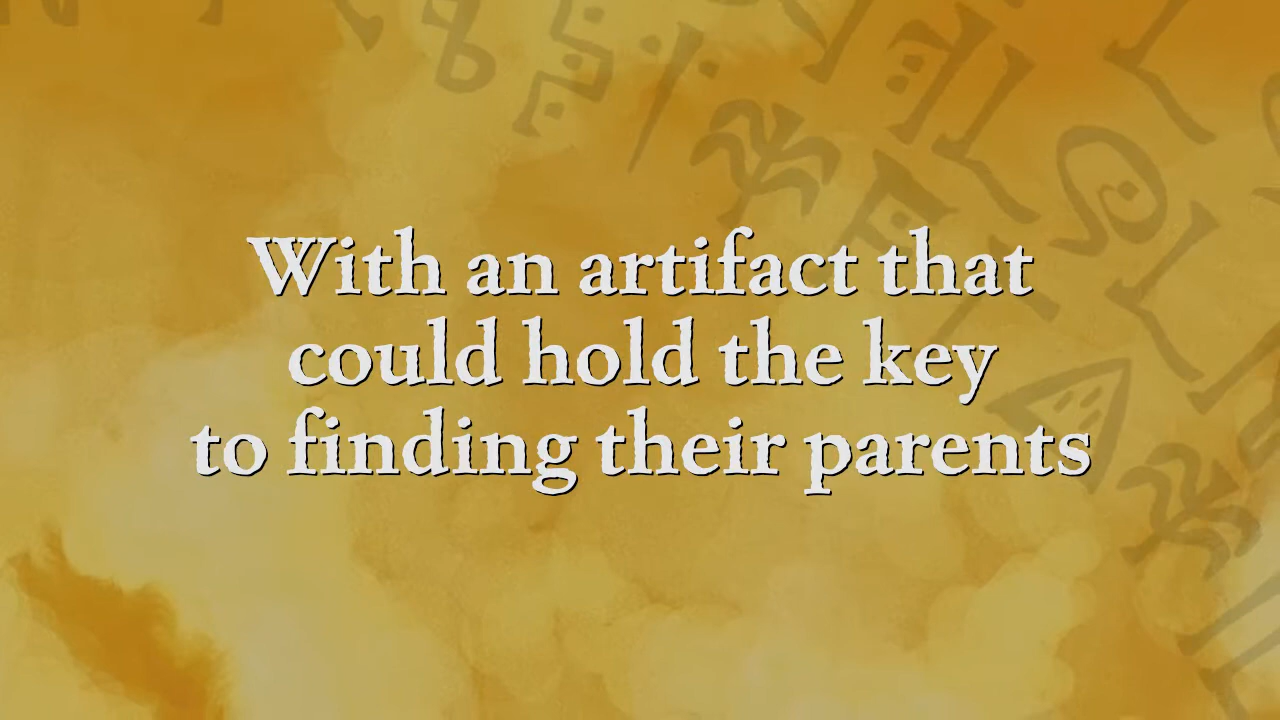 With an artifact that
could hold the key
to finding their parents